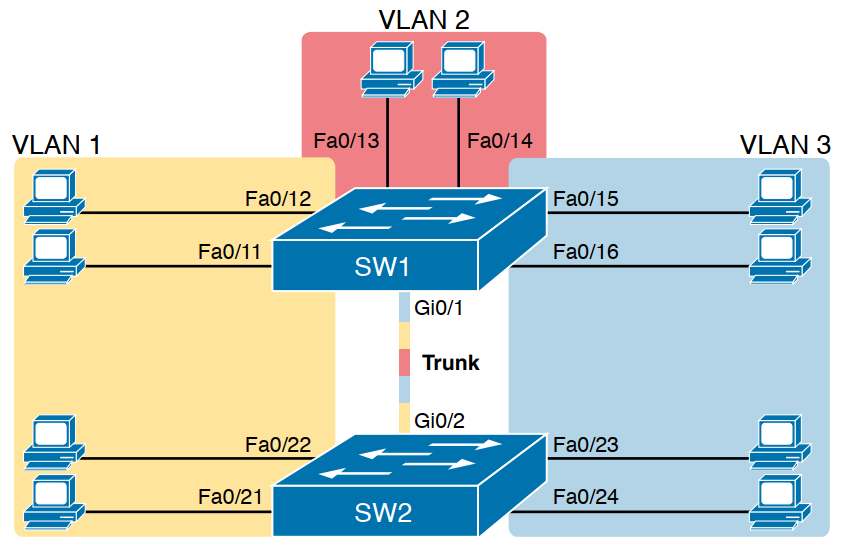 VLAN 2
VLAN 1
VLAN 3
Fa0/13
Fa0/14
Fa0/12
Fa0/15
Fa0/11
Fa0/16
SW1
Gi0/1
Trunk
Gi0/2
Fa0/22
Fa0/23
Fa0/21
Fa0/24
SW2